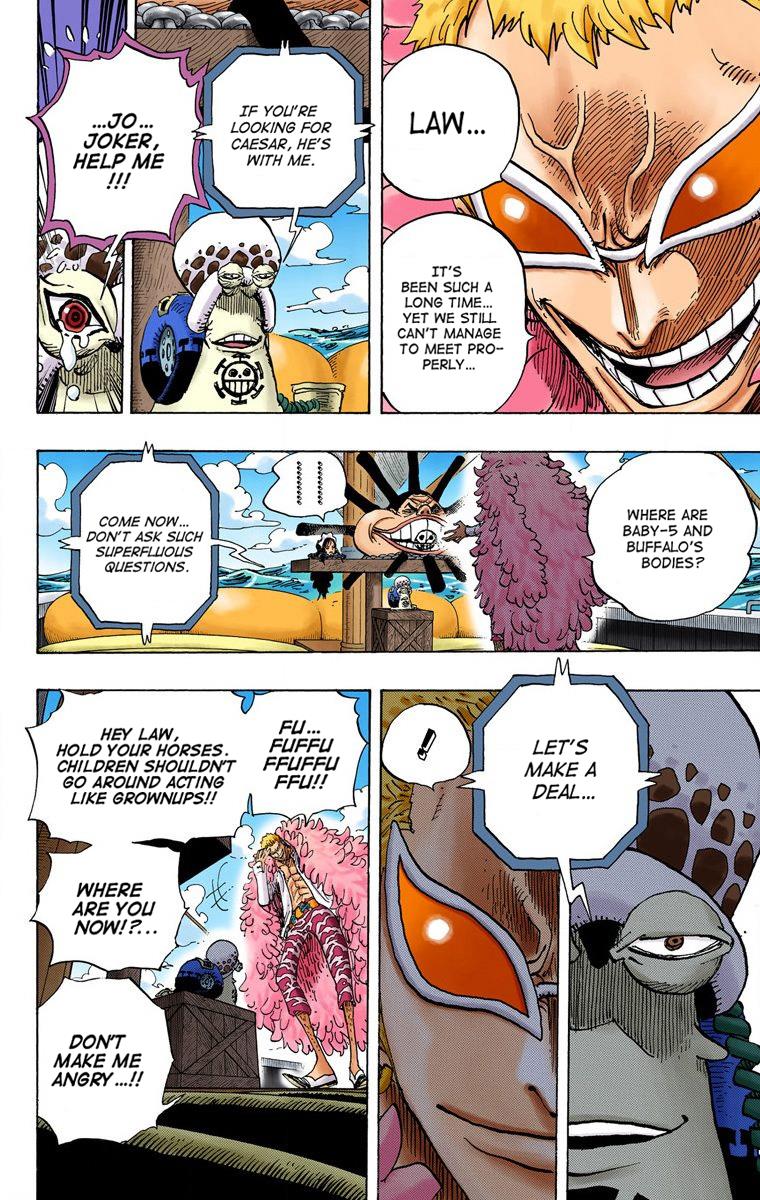 LAW...
IT'S
BEEN SUCH A
LONG TIME...
YET WE STILL
CAN'T MANAGE
TO MEET PRO-
PERLY...
IF YOU'RE
LOOKING FOR
CAESAR, HE'S
WITH ME.
...JO...
JOKER,
HELP ME
!!!
WHERE ARE
BABY-5 AND
BUFFALO'S
BODIES?
.........
.........
COME NOW...
DON'T ASK SUCH
SUPERFLUOUS
QUESTIONS.
LET'S
MAKE A
DEAL...
!
FU...
FUFFU
FFUFFU
FFU!!
HEY LAW,
HOLD YOUR HORSES.
CHILDREN SHOULDN'T
GO AROUND ACTING
LIKE GROWNUPS!!
WHERE
ARE YOU
NOW!?...
DON'T
MAKE ME
ANGRY...!!